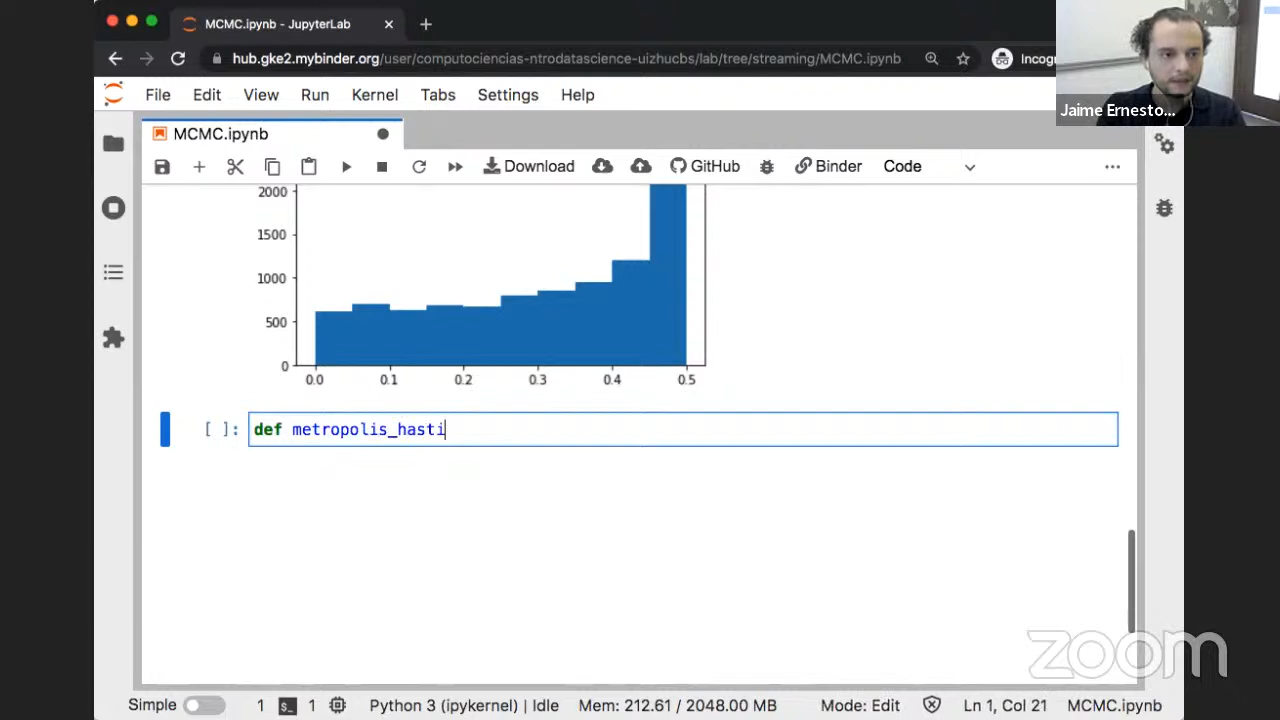 MCMC.ipynb - JupyterLab
hub.gke2.mybinder.org/user/computociencias-ntrodatascience-uizhucbs/lab/tree/streaming/MCMC.ipynb
Incogn
Jaime Ernesto...
File Edit View Run Kernel Tabs Settings Help
MCMC.ipynb
Download GitHub Binder Code
2000
1500
1000
500
0
0.0 0.1 0.2 0.3 0.4 0.5
[ ]: def metropolis_hasti
zoom
Simple 1 1 Python 3 (ipykernel) | Idle Mem: 212.61 / 2048.00 MB Mode: Edit Ln 1, Col 21 MCMC.ipynb